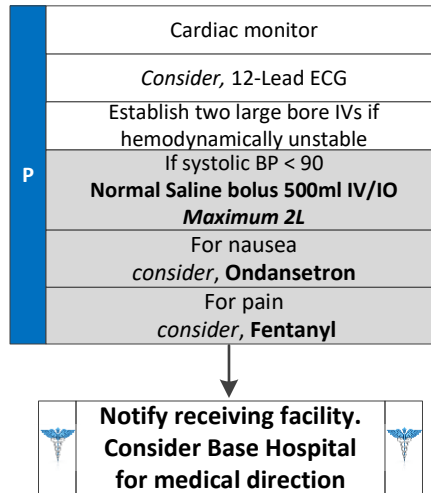 Cardiac monitor
Consider, 12-Lead ECG
Establish two large bore IVs if
hemodynamically unstable
P
If systolic BP < 90
Normal Saline bolus 500ml IV/IO
Maximum 2L
For nausea
consider, Ondansetron
For pain
consider, Fentanyl
Notify receiving facility.
Consider Base Hospital
for medical direction